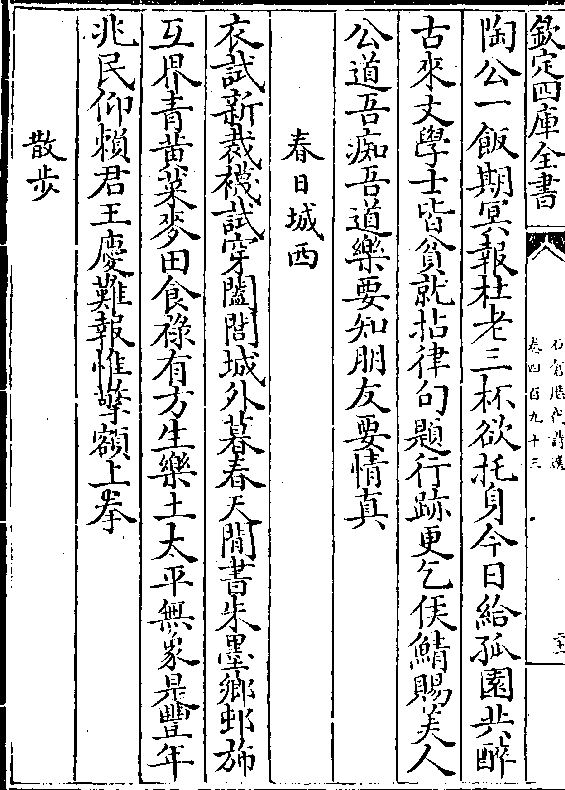 欽定四庫全書
石倉歷代詩選
卷四百九十三
陶公一飯期冥報杜老三杯欲托身今日給孤園共醉
古來文學士皆貧就拈律句題行跡更乞侯鯖賜美人
公道吾痴吾道樂要知朋友要情真
春日城西
衣試新裁襪試穿闔閭城外暮春天閒書朱墨鄉邨施
互界青黃菜麥田食祿有方生樂土太平無象是豐年
兆民仰賴君王慶難報惟擎額上拳
散步